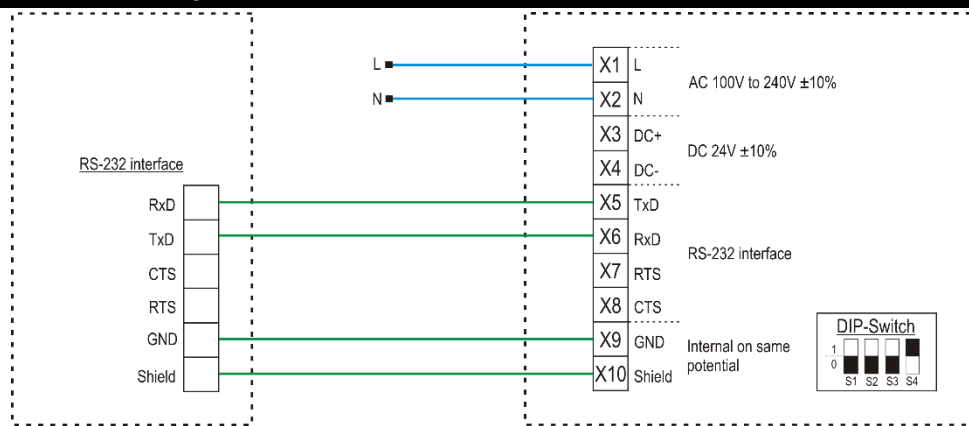 L
N
X1 L
X2 N
AC 100V to 240V ±10%
X3 DC+
X4 DC-
DC 24V ±10%
RS-232 interface
RxD
TxD
CTS
RTS
GND
Shield
X5 TxD
X6 RxD
X7 RTS
X8 CTS
RS-232 interface
X9 GND
X10 Shield
Internal on same
potential
DIP-Switch
1
0
S1 S2 S3 S4